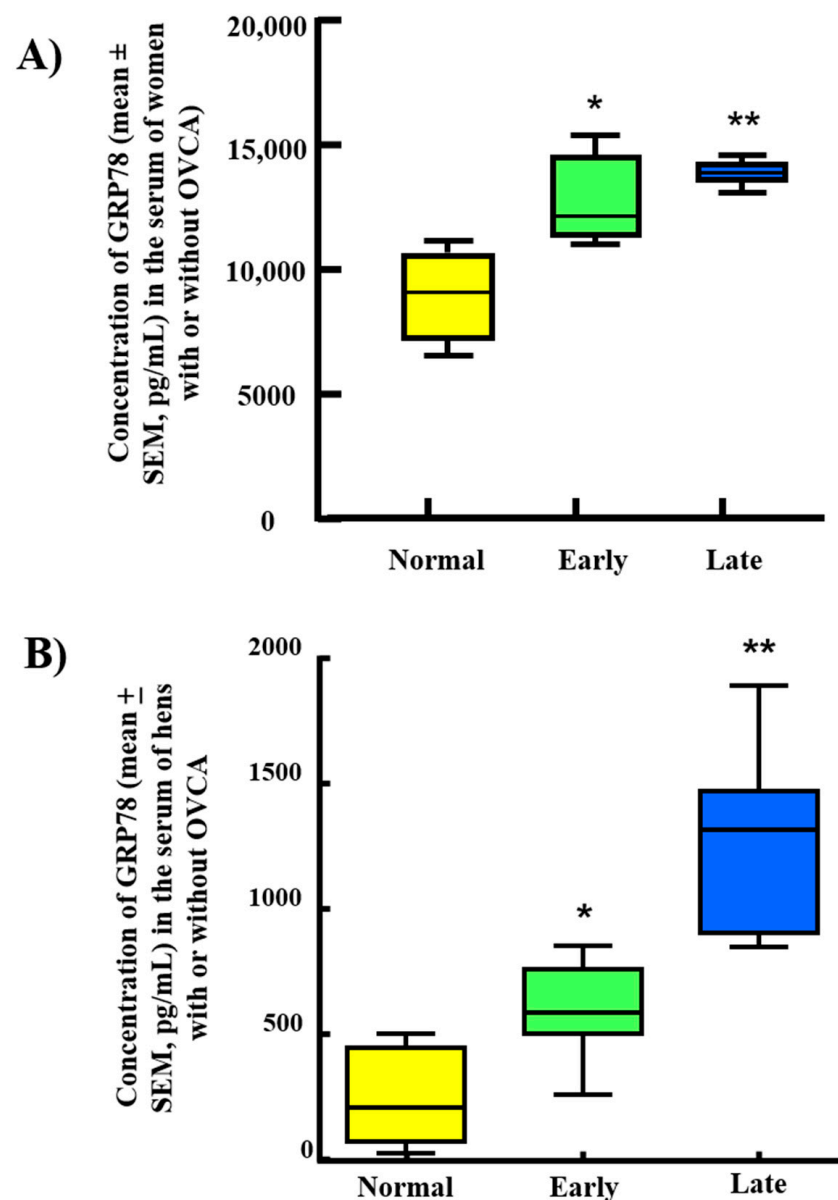 A)
Concentration of GRP78 (mean ±
SEM, pg/mL) in the serum of women
with or without OVCA)
20,000
15,000
10,000
5000
0
*
**
Normal Early Late
B)
Concentration of GRP78 (mean ±
SEM, pg/mL) in the serum of hens
with or without OVCA
2000
1500
1000
500
0
*
**
Normal Early Late